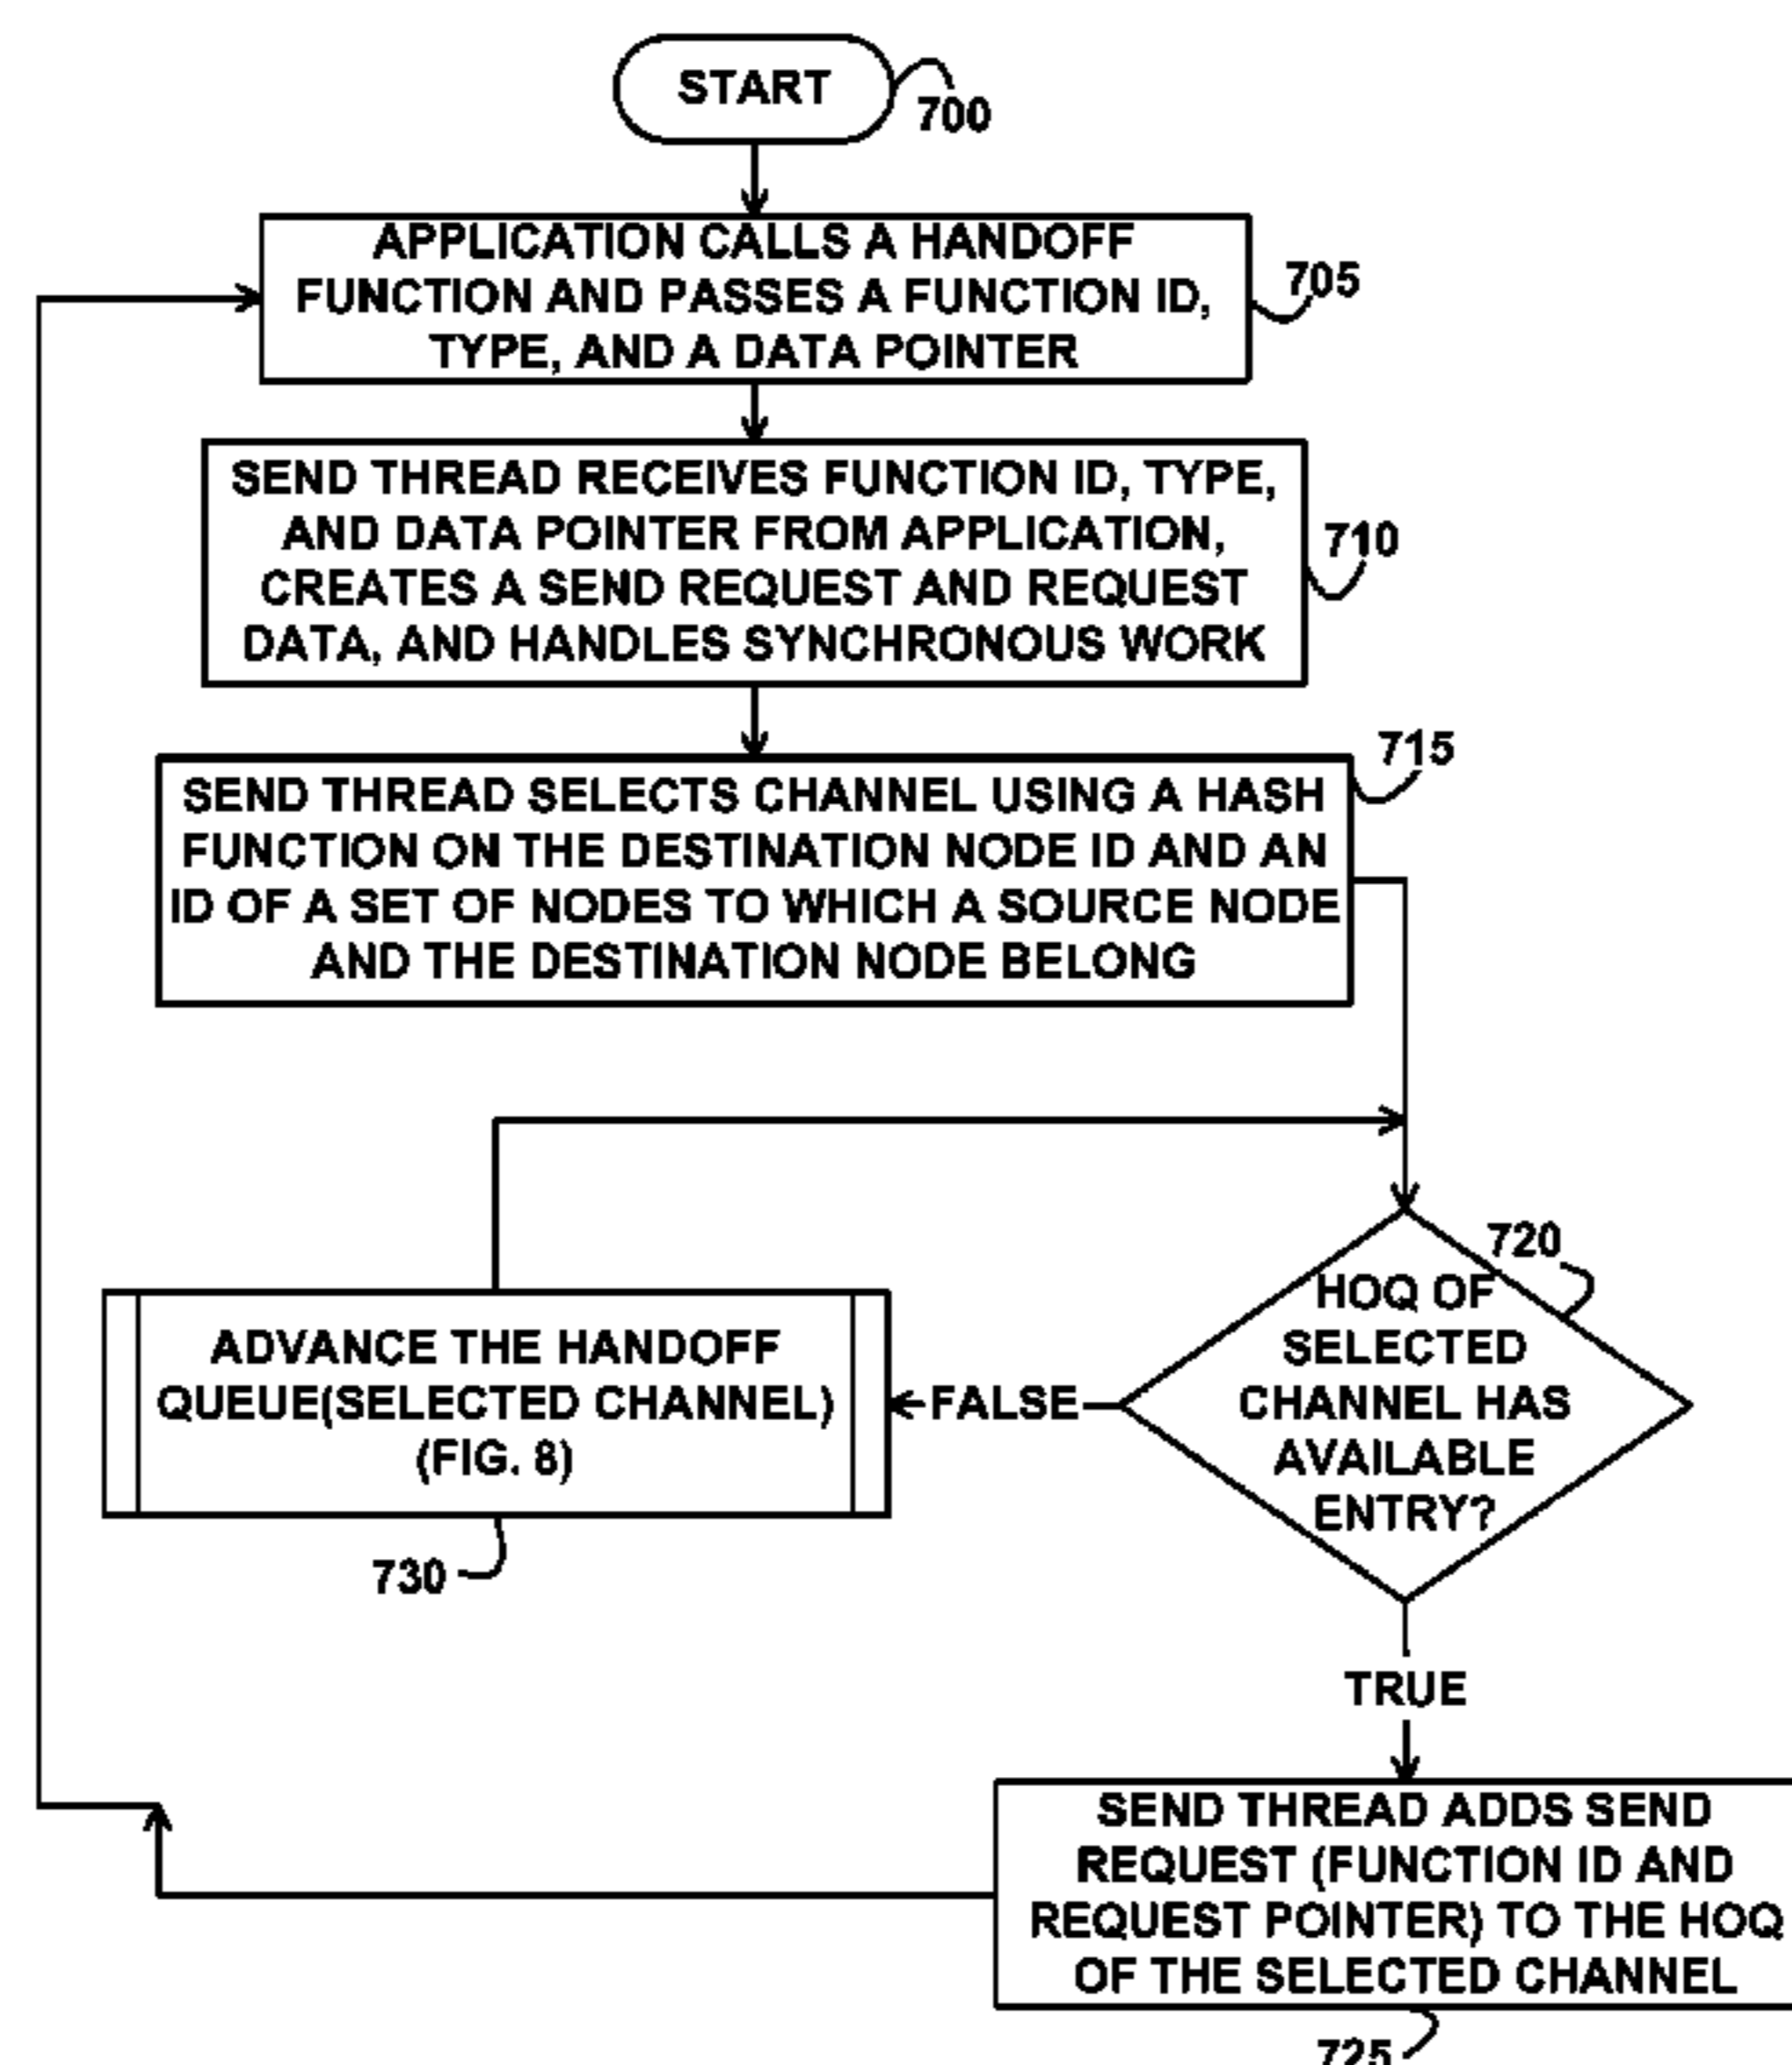 START
700
APPLICATION CALLS A HANDOFF
FUNCTION AND PASSES A FUNCTION ID,
TYPE, AND A DATA POINTER
705
SEND THREAD RECEIVES FUNCTION ID, TYPE,
AND DATA POINTER FROM APPLICATION,
CREATES A SEND REQUEST AND REQUEST
DATA, AND HANDLES SYNCHRONOUS WORK
710
SEND THREAD SELECTS CHANNEL USING A HASH
FUNCTION ON THE DESTINATION NODE ID AND AN
ID OF A SET OF NODES TO WHICH A SOURCE NODE
AND THE DESTINATION NODE BELONG
715
720
HOQ OF
SELECTED
CHANNEL HAS
AVAILABLE
ENTRY?
FALSE
ADVANCE THE HANDOFF
QUEUE(SELECTED CHANNEL)
(FIG. 8)
730
TRUE
SEND THREAD ADDS SEND
REQUEST (FUNCTION ID AND
REQUEST POINTER) TO THE HOQ
OF THE SELECTED CHANNEL
725